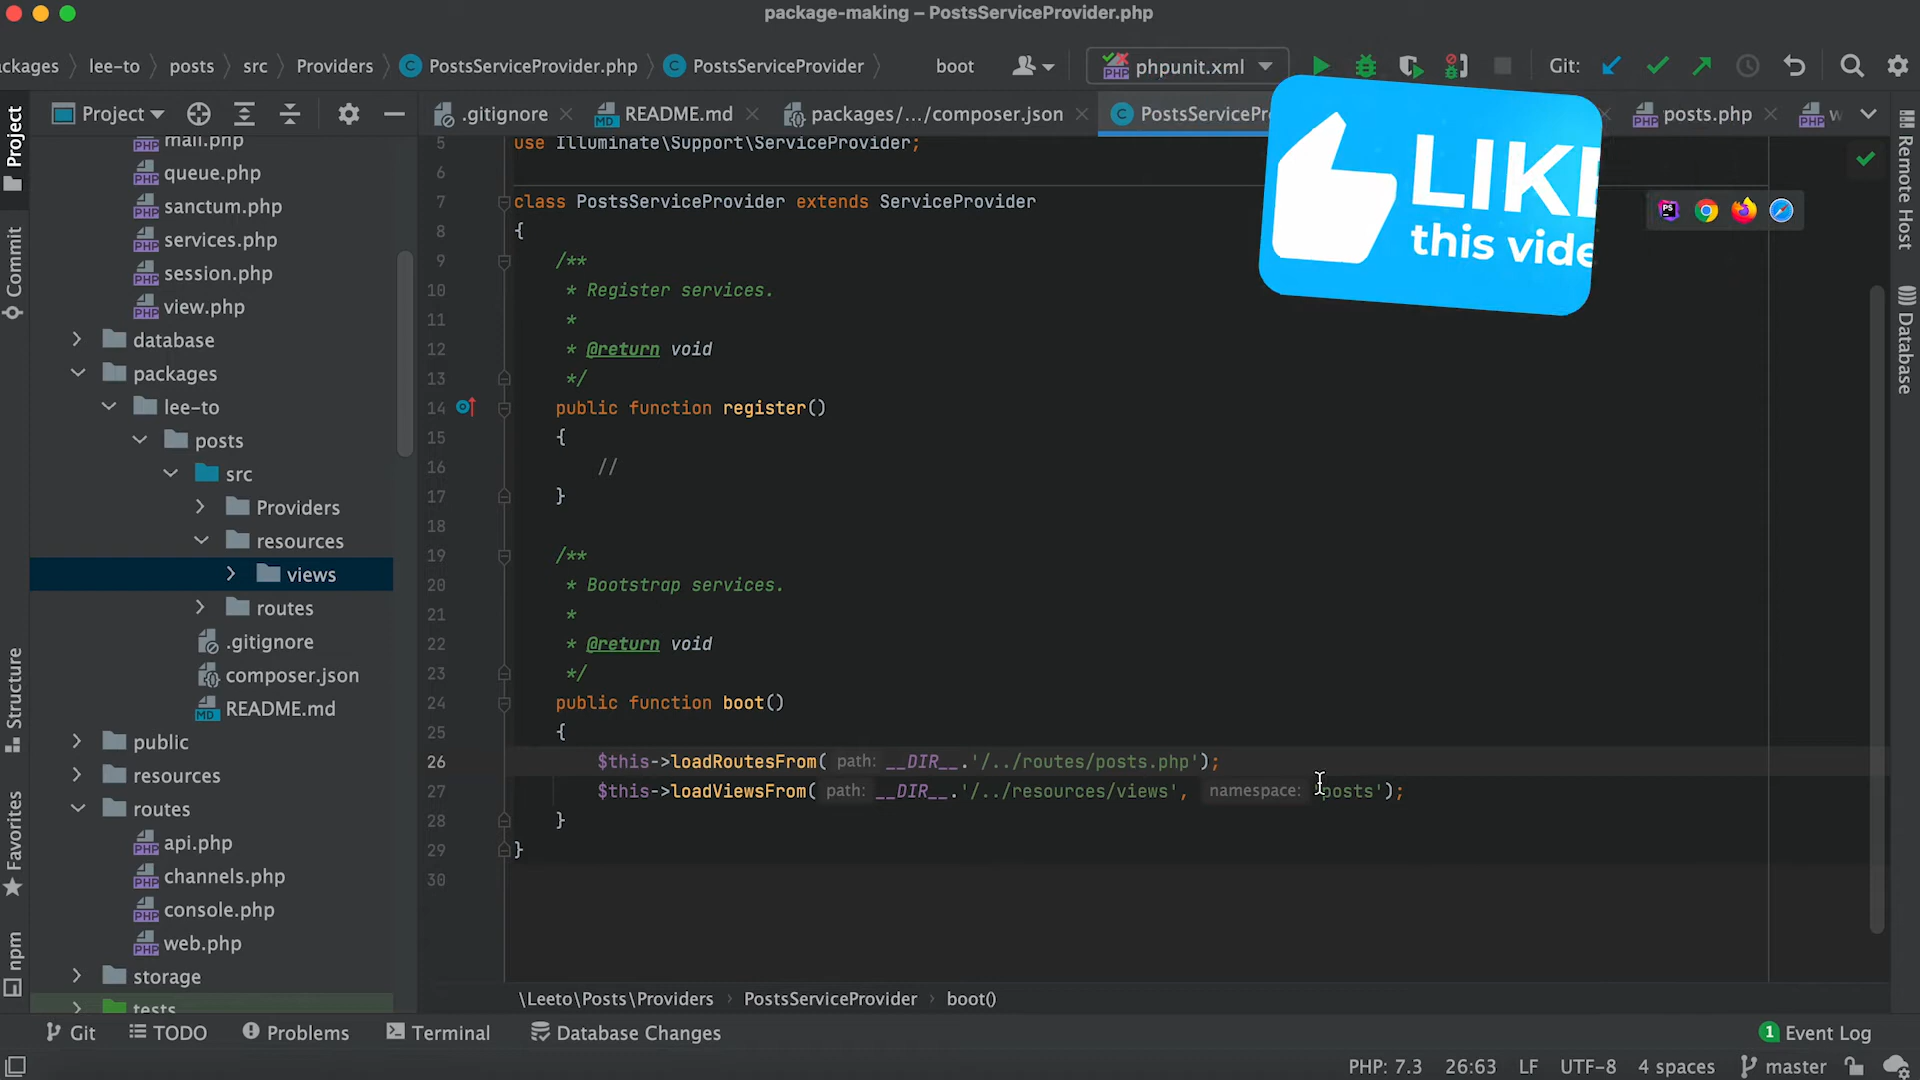 package-making – PostsServiceProvider.php
ckages
lee-to
posts
src
Providers
PostsServiceProvider.php
PostsServiceProvider
boot
phpunit.xml
Git:
Project
.gitignore
README.md
packages/.../composer.json
PostsServicePr
posts.php
w
LIKE
this vide
Project
Commit
Structure
Favorites
npm
Remote Host
Database
mail.php
queue.php
sanctum.php
services.php
session.php
view.php
database
packages
lee-to
posts
src
Providers
resources
views
routes
.gitignore
composer.json
README.md
public
resources
routes
api.php
channels.php
console.php
web.php
storage
tests
5 use Illuminate\Support\ServiceProvider;
6
7 class PostsServiceProvider extends ServiceProvider
8 {
9 /**
10 * Register services.
11 *
12 * @return void
13 */
14 public function register()
15 {
16 //
17 }
18
19 /**
20 * Bootstrap services.
21 *
22 * @return void
23 */
24 public function boot()
25 {
26 $this->loadRoutesFrom( path: __DIR__.'/../routes/posts.php');
27 $this->loadViewsFrom( path: __DIR__.'/../resources/views', namespace: 'posts');
28 }
29 }
30
\Leeto\Posts\Providers › PostsServiceProvider › boot()
Git
TODO
Problems
Terminal
Database Changes
1 Event Log
PHP: 7.3
26:63
LF
UTF-8
4 spaces
master